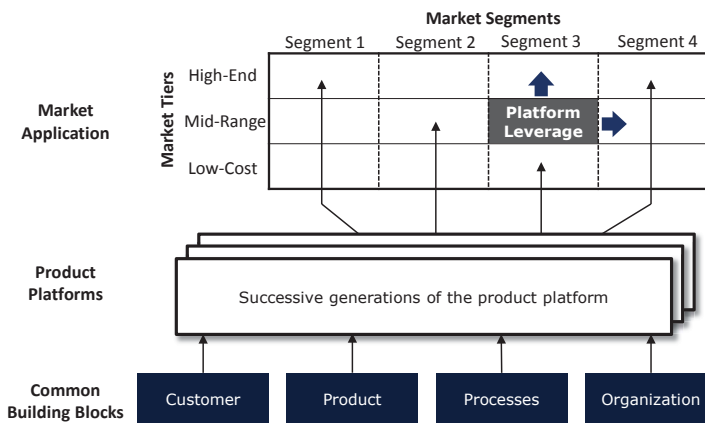 Market Segments
Segment 1 Segment 2 Segment 3 Segment 4
Market Tiers
High-End
Market
Application
Mid-Range
Platform
Leverage
Low-Cost
Product
Platforms
Successive generations of the product platform
Common
Building Blocks
Customer Product Processes Organization